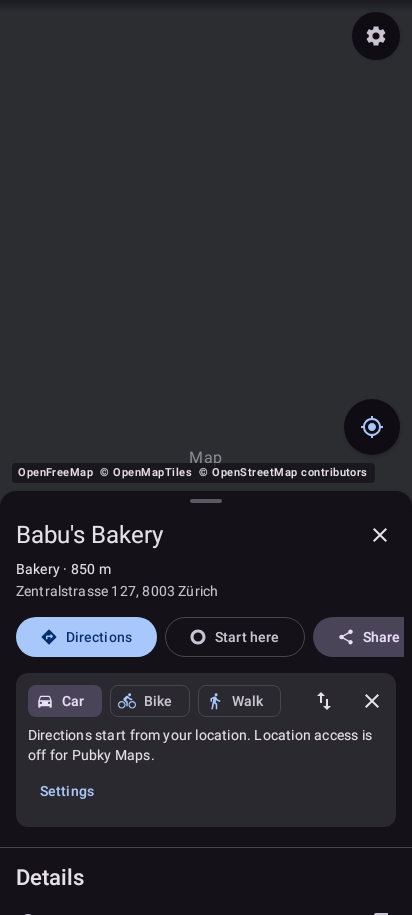 Map
OpenFreeMap © OpenMapTiles © OpenStreetMap contributors
Babu's Bakery
Bakery · 850 m
Zentralstrasse 127, 8003 Zürich
Directions
Start here
Share
Car
Bike
Walk
Directions start from your location. Location access is
off for Pubky Maps.
Settings
Details